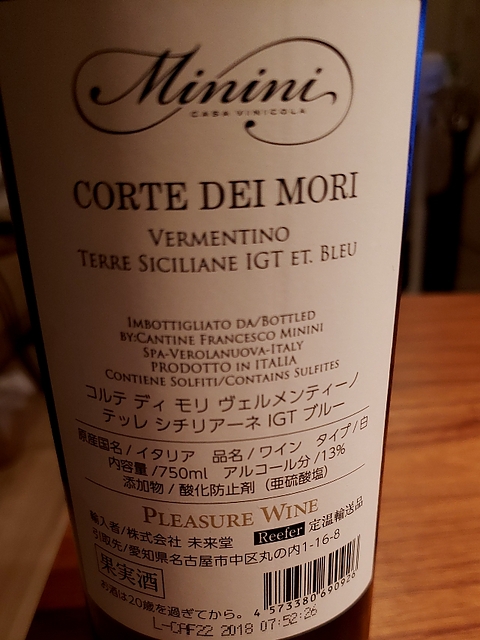 Minini
CASA VINICOLA
CORTE DEI MORI
VERMENTINO
TERRE SICILIANE IGT ET. BLEU
IMBOTTIGLIATO DA/BOTTLED
BY:CANTINE FRANCESCO MININI
SPA-VEROLANUOVA-ITALY
PRODOTTO IN ITALIA
CONTIENE SOLFITI/CONTAINS SULFITES
コルテ ディ モリ ヴェルメンティーノ
テッレ シチリアーネ IGT ブルー
原産国名/イタリア 品名/ワイン タイプ/白
内容量/750ml アルコール分/13%
添加物/酸化防止剤(亜硫酸塩)
PLEASURE WINE
輸入者/株式会社 未来堂 Reefer 定温輸送品
引取先/愛知県名古屋市中区丸の内1-16-8
果実酒
お酒は20歳を過ぎてから。
4 573380 690926
L-CAF22 2018 07:52:26